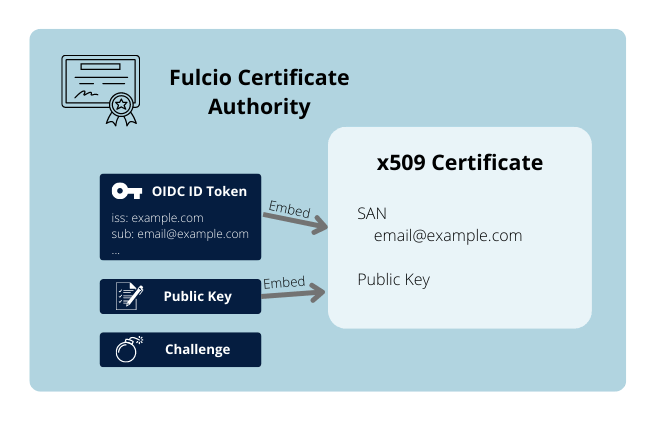 Fulcio Certificate
Authority
x509 Certificate
OIDC ID Token
iss: example.com
sub: email@example.com
...
Embed
SAN
email@example.com
Public Key
Embed
Public Key
Challenge